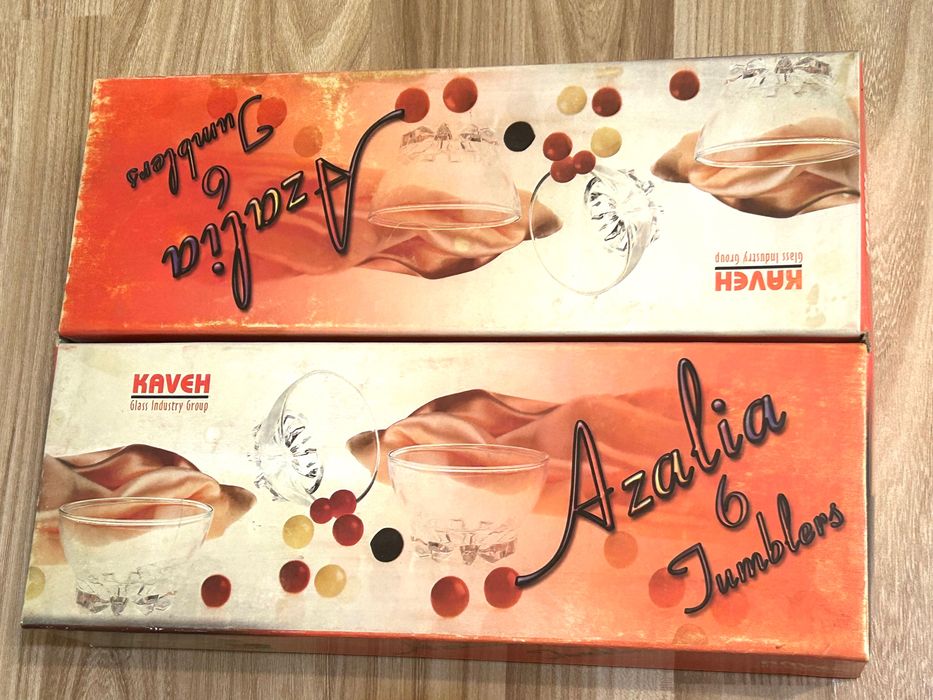 Azalia
6
Tumblers
KAVEH
Glass Industry Group
KAVEH
Glass Industry Group
Azalia
6
Tumblers